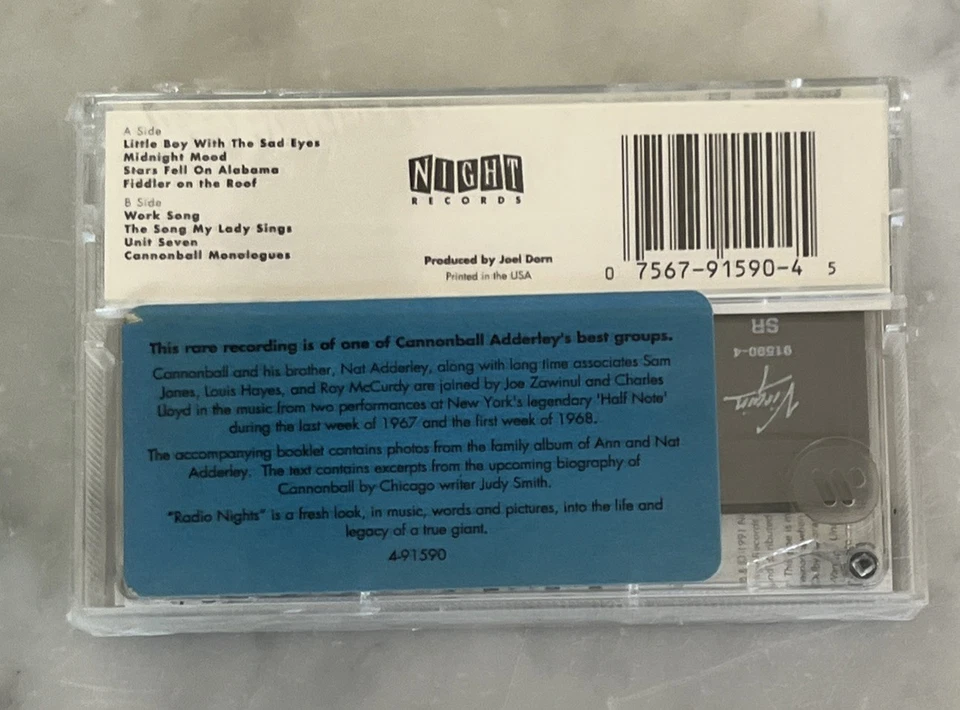 A Side
Little Boy With The Sad Eyes
Midnight Mood
Stars Fell On Alabama
Fiddler on the Roof
B Side
Work Song
The Song My Lady Sings
Unit Seven
Cannonball Monologues
NIGHT
RECORDS
Produced by Joel Dorn
Printed in the USA
0 7567-91590-4 5
This rare recording is of one of Cannonball Adderley's best groups.
Cannonball and his brother, Nat Adderley, along with long time associates Sam
Jones, Louis Hayes, and Ray McCurdy are joined by Joe Zawinul and Charles
Lloyd in the music from two performances at New York's legendary 'Half Note'
during the last week of 1967 and the first week of 1968.
The accompanying booklet contains photos from the family album of Ann and Nat
Adderley. The text contains excerpts from the upcoming biography of
Cannonball by Chicago writer Judy Smith.
"Radio Nights" is a fresh look, in music, words and pictures, into the life and
legacy of a true giant.
4-91590
SR
91590-4
Virgin